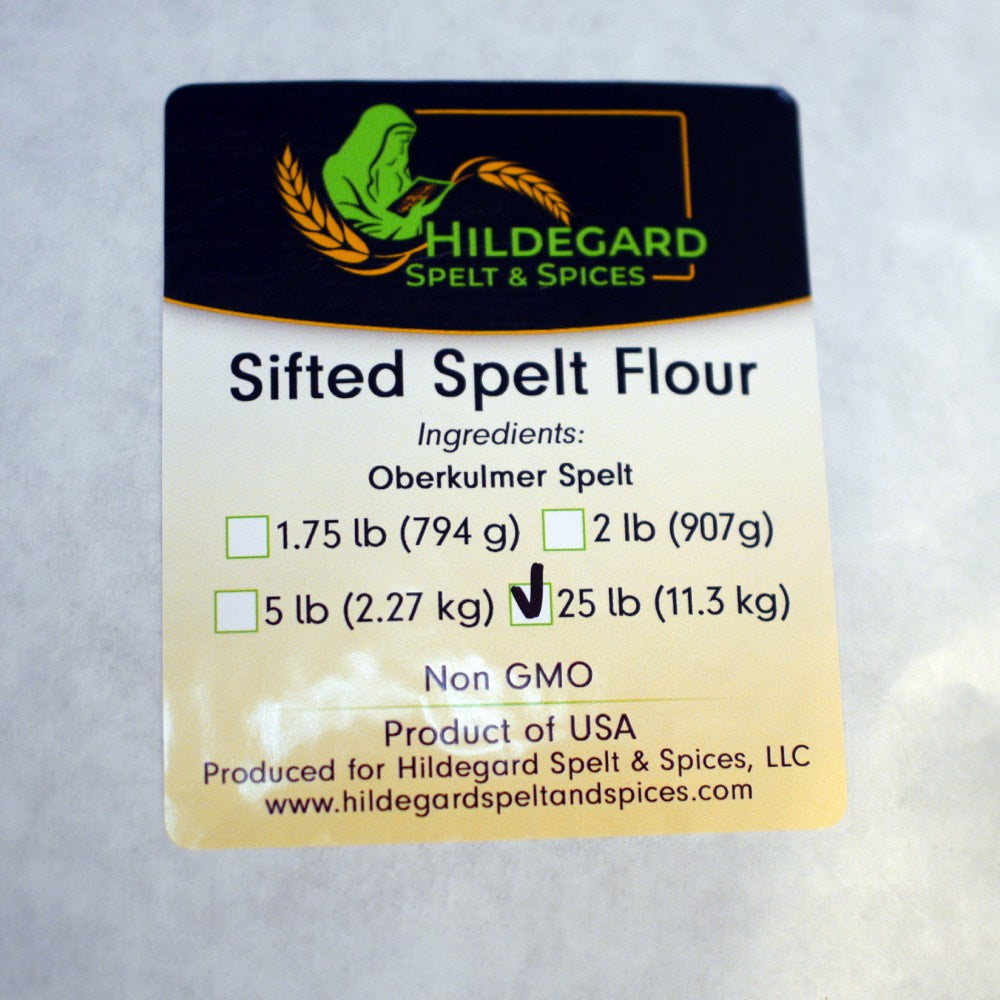 HILDEGARD
SPELT & SPICES
Sifted Spelt Flour
Ingredients:
Oberkulmer Spelt
1.75 lb (794 g) 2 lb (907g)
5 lb (2.27 kg) 25 lb (11.3 kg)
Non GMO
Product of USA
Produced for Hildegard Spelt & Spices, LLC
www.hildegardspeltandspices.com